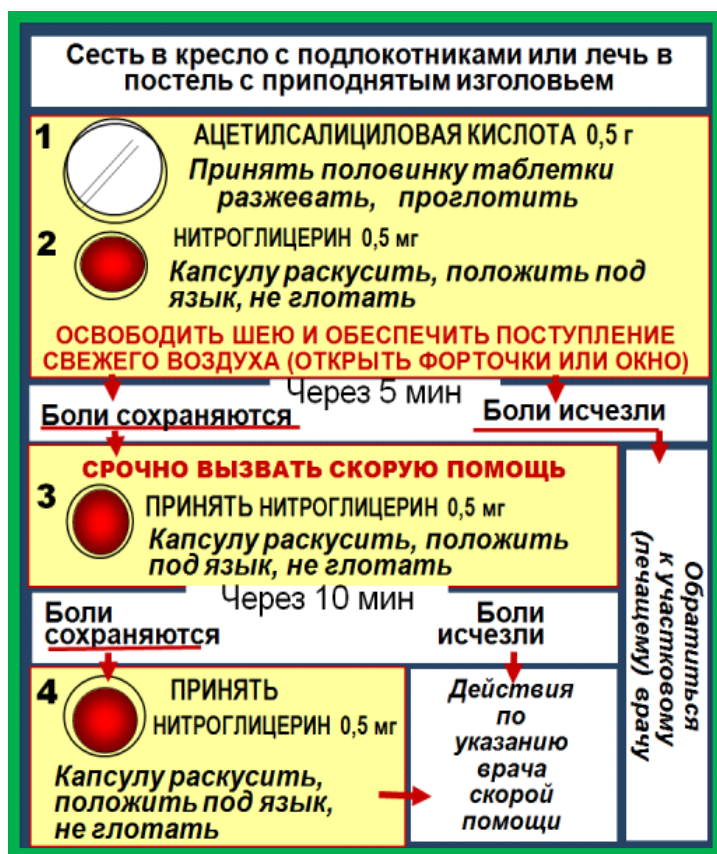 Сесть в кресло с подлокотниками или лечь в
постель с приподнятым изголовьем
1
АЦЕТИЛСАЛИЦИЛОВАЯ КИСЛОТА 0,5 г
Принять половинку таблетки
разжевать, проглотить
2
НИТРОГЛИЦЕРИН 0,5 мг
Капсулу раскусить, положить под
язык, не глотать
ОСВОБОДИТЬ ШЕЮ И ОБЕСПЕЧИТЬ ПОСТУПЛЕНИЕ
СВЕЖЕГО ВОЗДУХА (ОТКРЫТЬ ФОРТОЧКИ ИЛИ ОКНО)
Через 5 мин
Боли сохраняются
Боли исчезли
СРОЧНО ВЫЗВАТЬ СКОРУЮ ПОМОЩЬ
3
ПРИНЯТЬ НИТРОГЛИЦЕРИН 0,5 мг
Капсулу раскусить, положить
под язык, не глотать
Через 10 мин
Боли
сохраняются
Боли
исчезли
4
ПРИНЯТЬ
НИТРОГЛИЦЕРИН 0,5 мг
Капсулу раскусить,
положить под язык,
не глотать
Действия
по
указанию
врача
скорой
помощи
Обратиться
к участковому
(лечащему) врачу